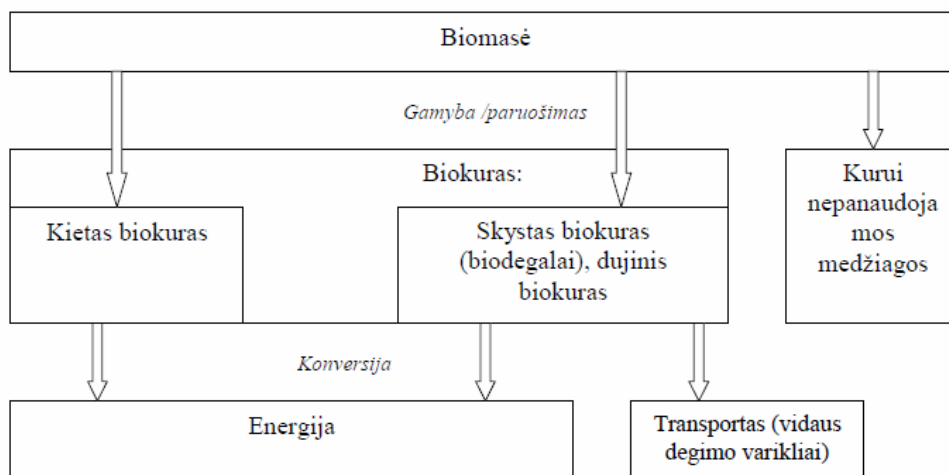 Biomasė
Gamyba /paruošimas
Biokuras:
Kietas biokuras
Skystas biokuras
(biodegalai), dujinis
biokuras
Kurui
nepanaudoja
mos
medžiagos
Konversija
Energija
Transportas (vidaus
degimo varikliai)